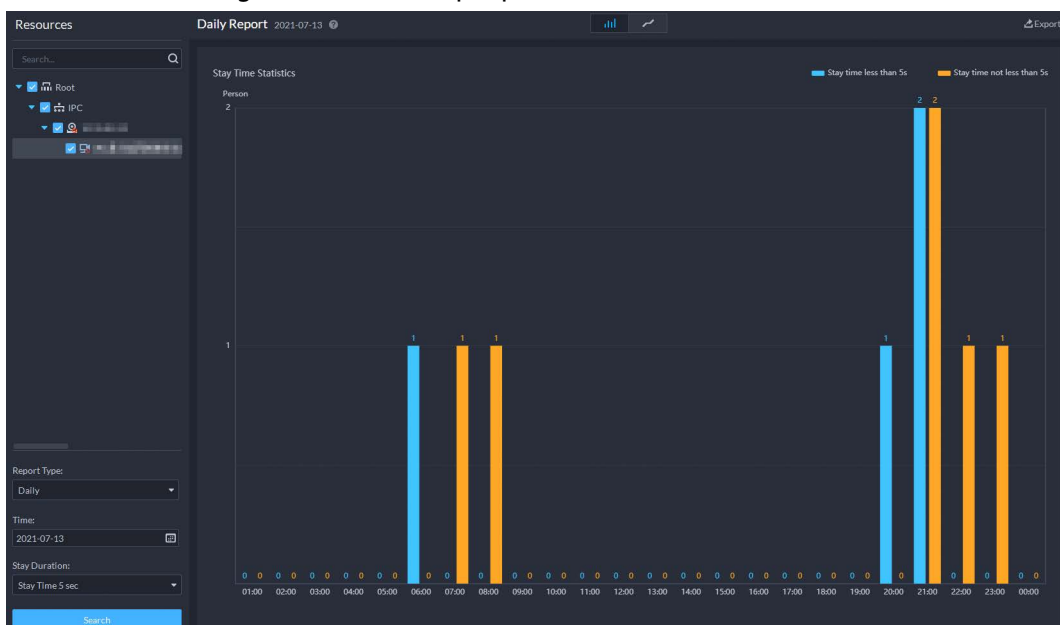 Resources
Search...
Root
IPC
Report Type:
Daily
Time:
2021-07-13
Stay Duration:
Stay Time 5 sec
Search
Daily Report 2021-07-13
Export
Stay Time Statistics
Stay time less than 5s Stay time not less than 5s
Person
2
2 2
1
1 1 1 1 1 1
0 0 0 0 0 0 0 0 0 0 0 0 0 0 0 0 0 0 0 0 0 0 0 0 0 0 0 0 0 0 0 0 0 0 0 0 0 0 0 0
01:00 02:00 03:00 04:00 05:00 06:00 07:00 08:00 09:00 10:00 11:00 12:00 13:00 14:00 15:00 16:00 17:00 18:00 19:00 20:00 21:00 22:00 23:00 00:00